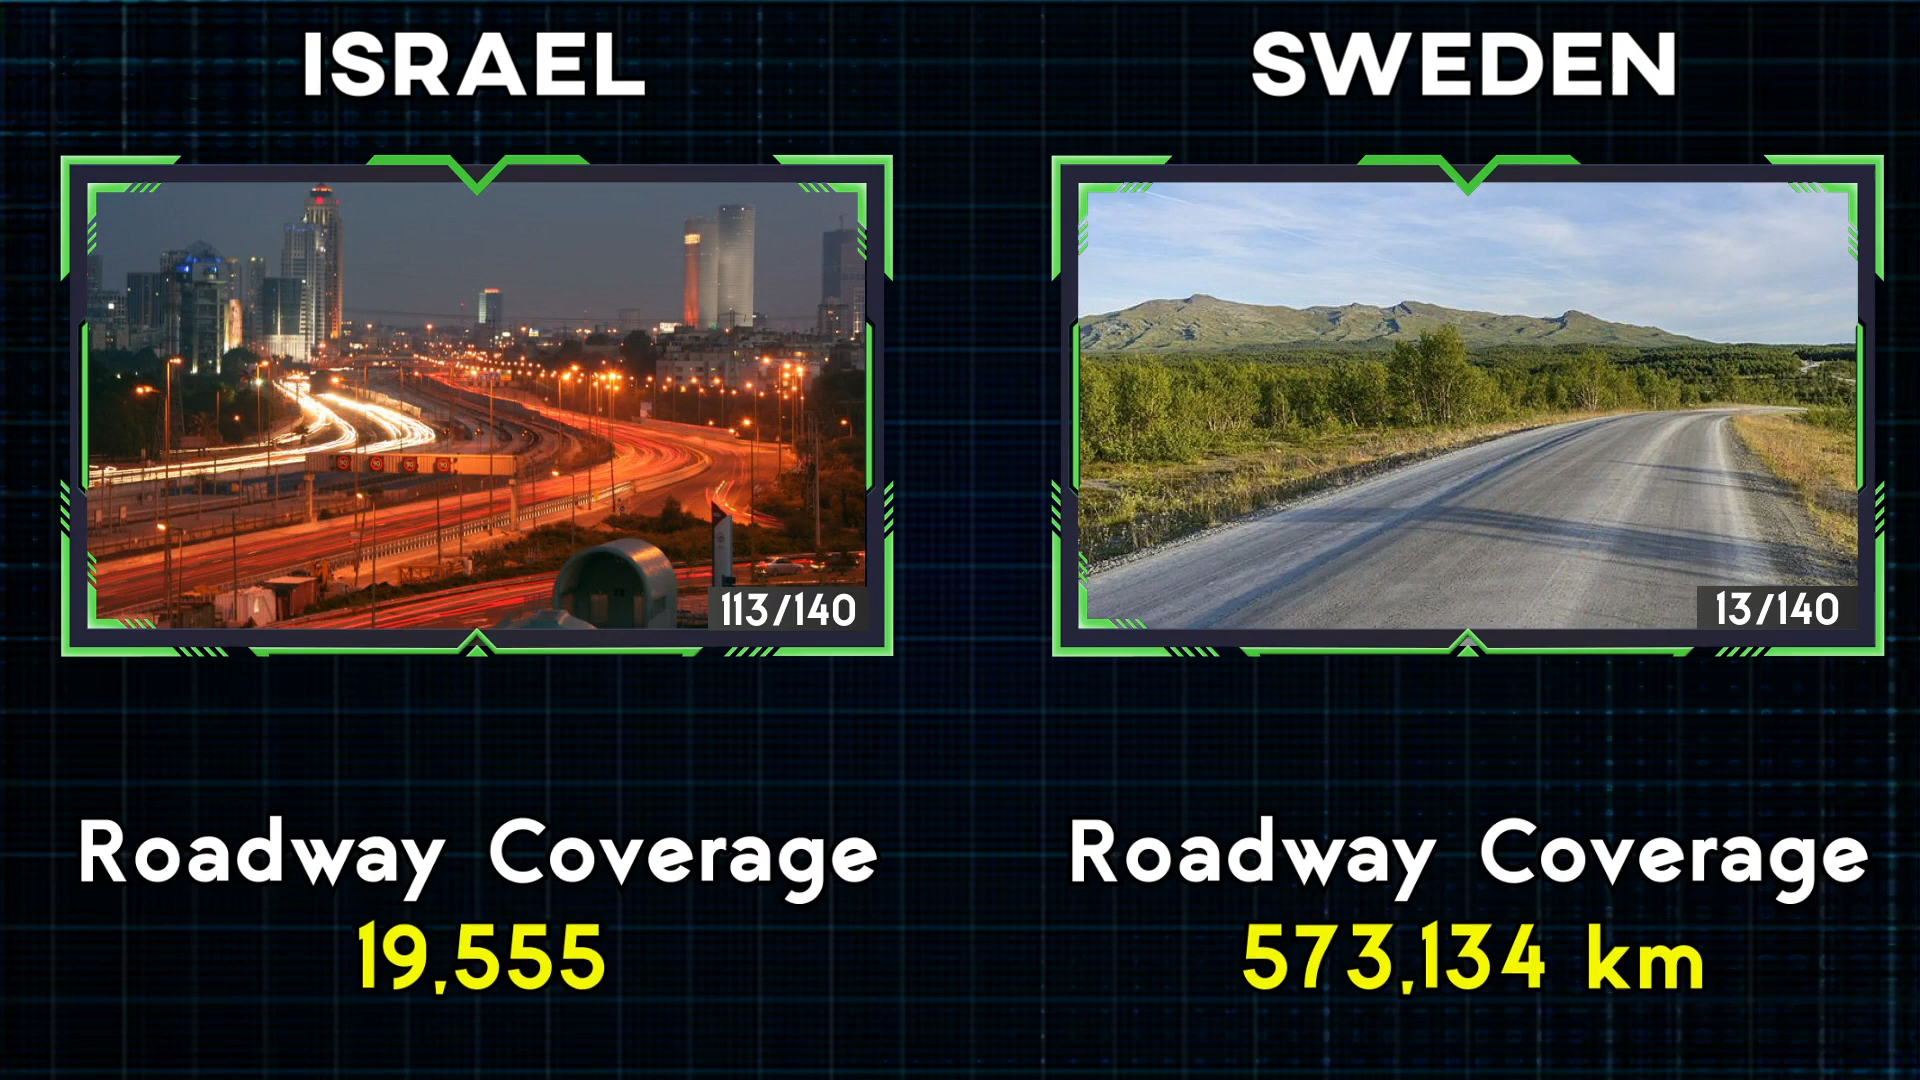 ISRAEL
SWEDEN
113/140
13/140
Roadway Coverage
19,555
Roadway Coverage
573,134 km